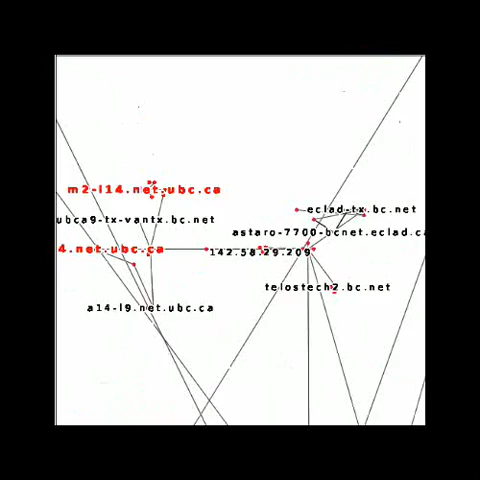 m2-l14.net.ubc.ca
eclad-tx.bc.net
ubca9-tx-vantx.bc.net
astaro-7700-bcnet.eclad.ca
4.net.ubc.ca
142.58.29.209
telostech2.bc.net
a14-l9.net.ubc.ca